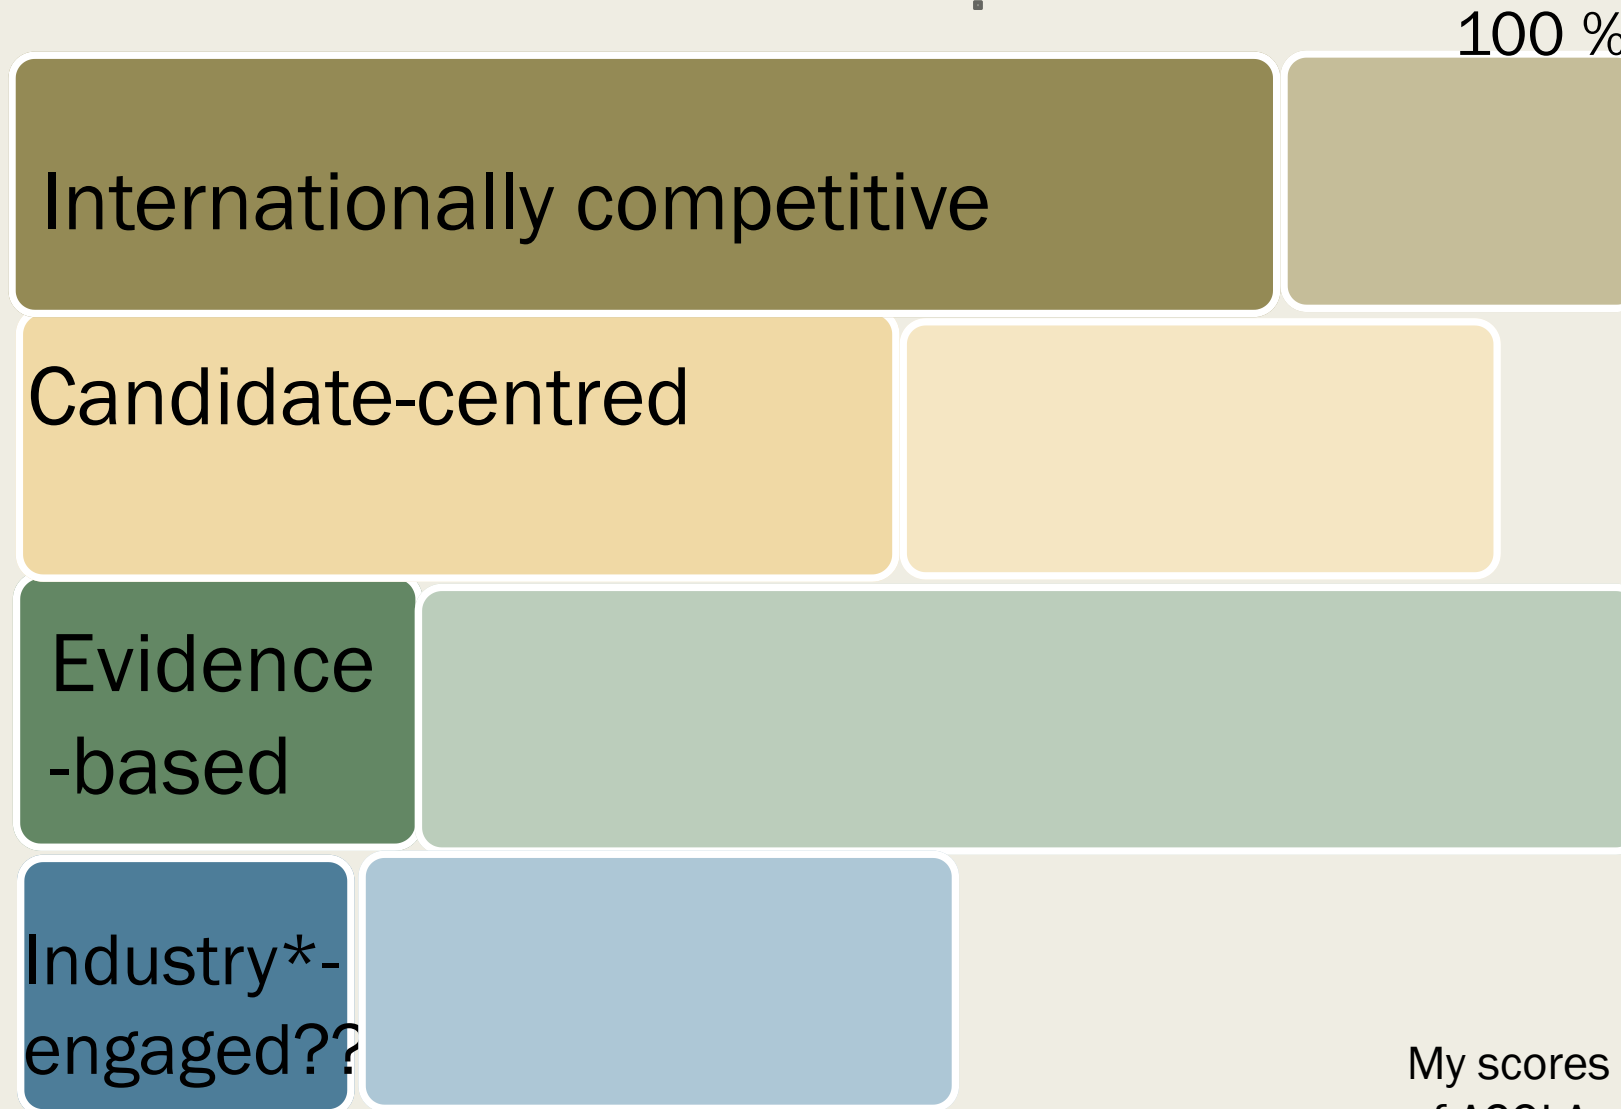 100 %
Internationally competitive
Candidate-centred
Evidence
-based
Industry*-
engaged??
My scores